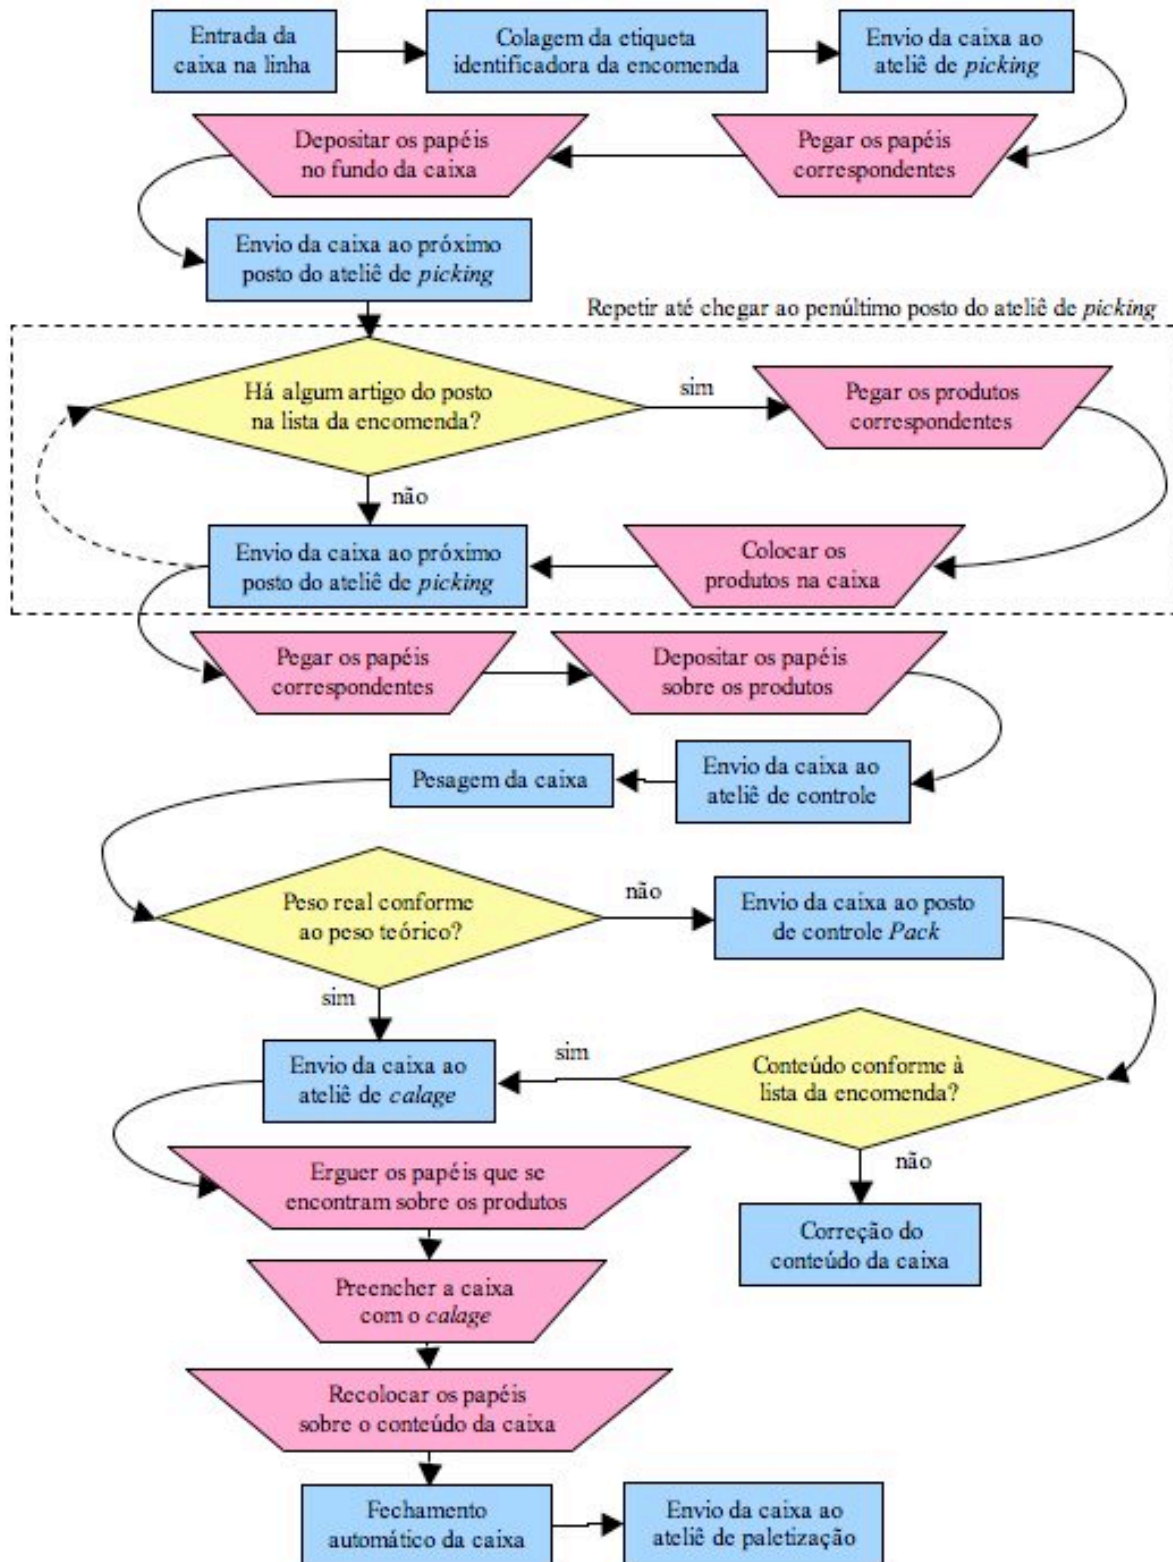 Entrada da
caixa na linha
Colagem da etiqueta
identificadora da encomenda
Envio da caixa ao
ateliê de picking
Pegar os papéis
correspondentes
Depositar os papéis
no fundo da caixa
Envio da caixa ao próximo
posto do ateliê de picking
Repetir até chegar ao penúltimo posto do ateliê de picking
Há algum artigo do posto
na lista da encomenda?
sim
Pegar os produtos
correspondentes
não
Colocar os
produtos na caixa
Envio da caixa ao próximo
posto do ateliê de picking
Pegar os papéis
correspondentes
Depositar os papéis
sobre os produtos
Envio da caixa ao
ateliê de controle
Pesagem da caixa
Peso real conforme
ao peso teórico?
não
Envio da caixa ao posto
de controle Pack
sim
Conteúdo conforme à
lista da encomenda?
sim
Envio da caixa ao
ateliê de calage
não
Correção do
conteúdo da caixa
Erguer os papéis que se
encontram sobre os produtos
Preencher a caixa
com o calage
Recolocar os papéis
sobre o conteúdo da caixa
Fechamento
automático da caixa
Envio da caixa ao
ateliê de paletização